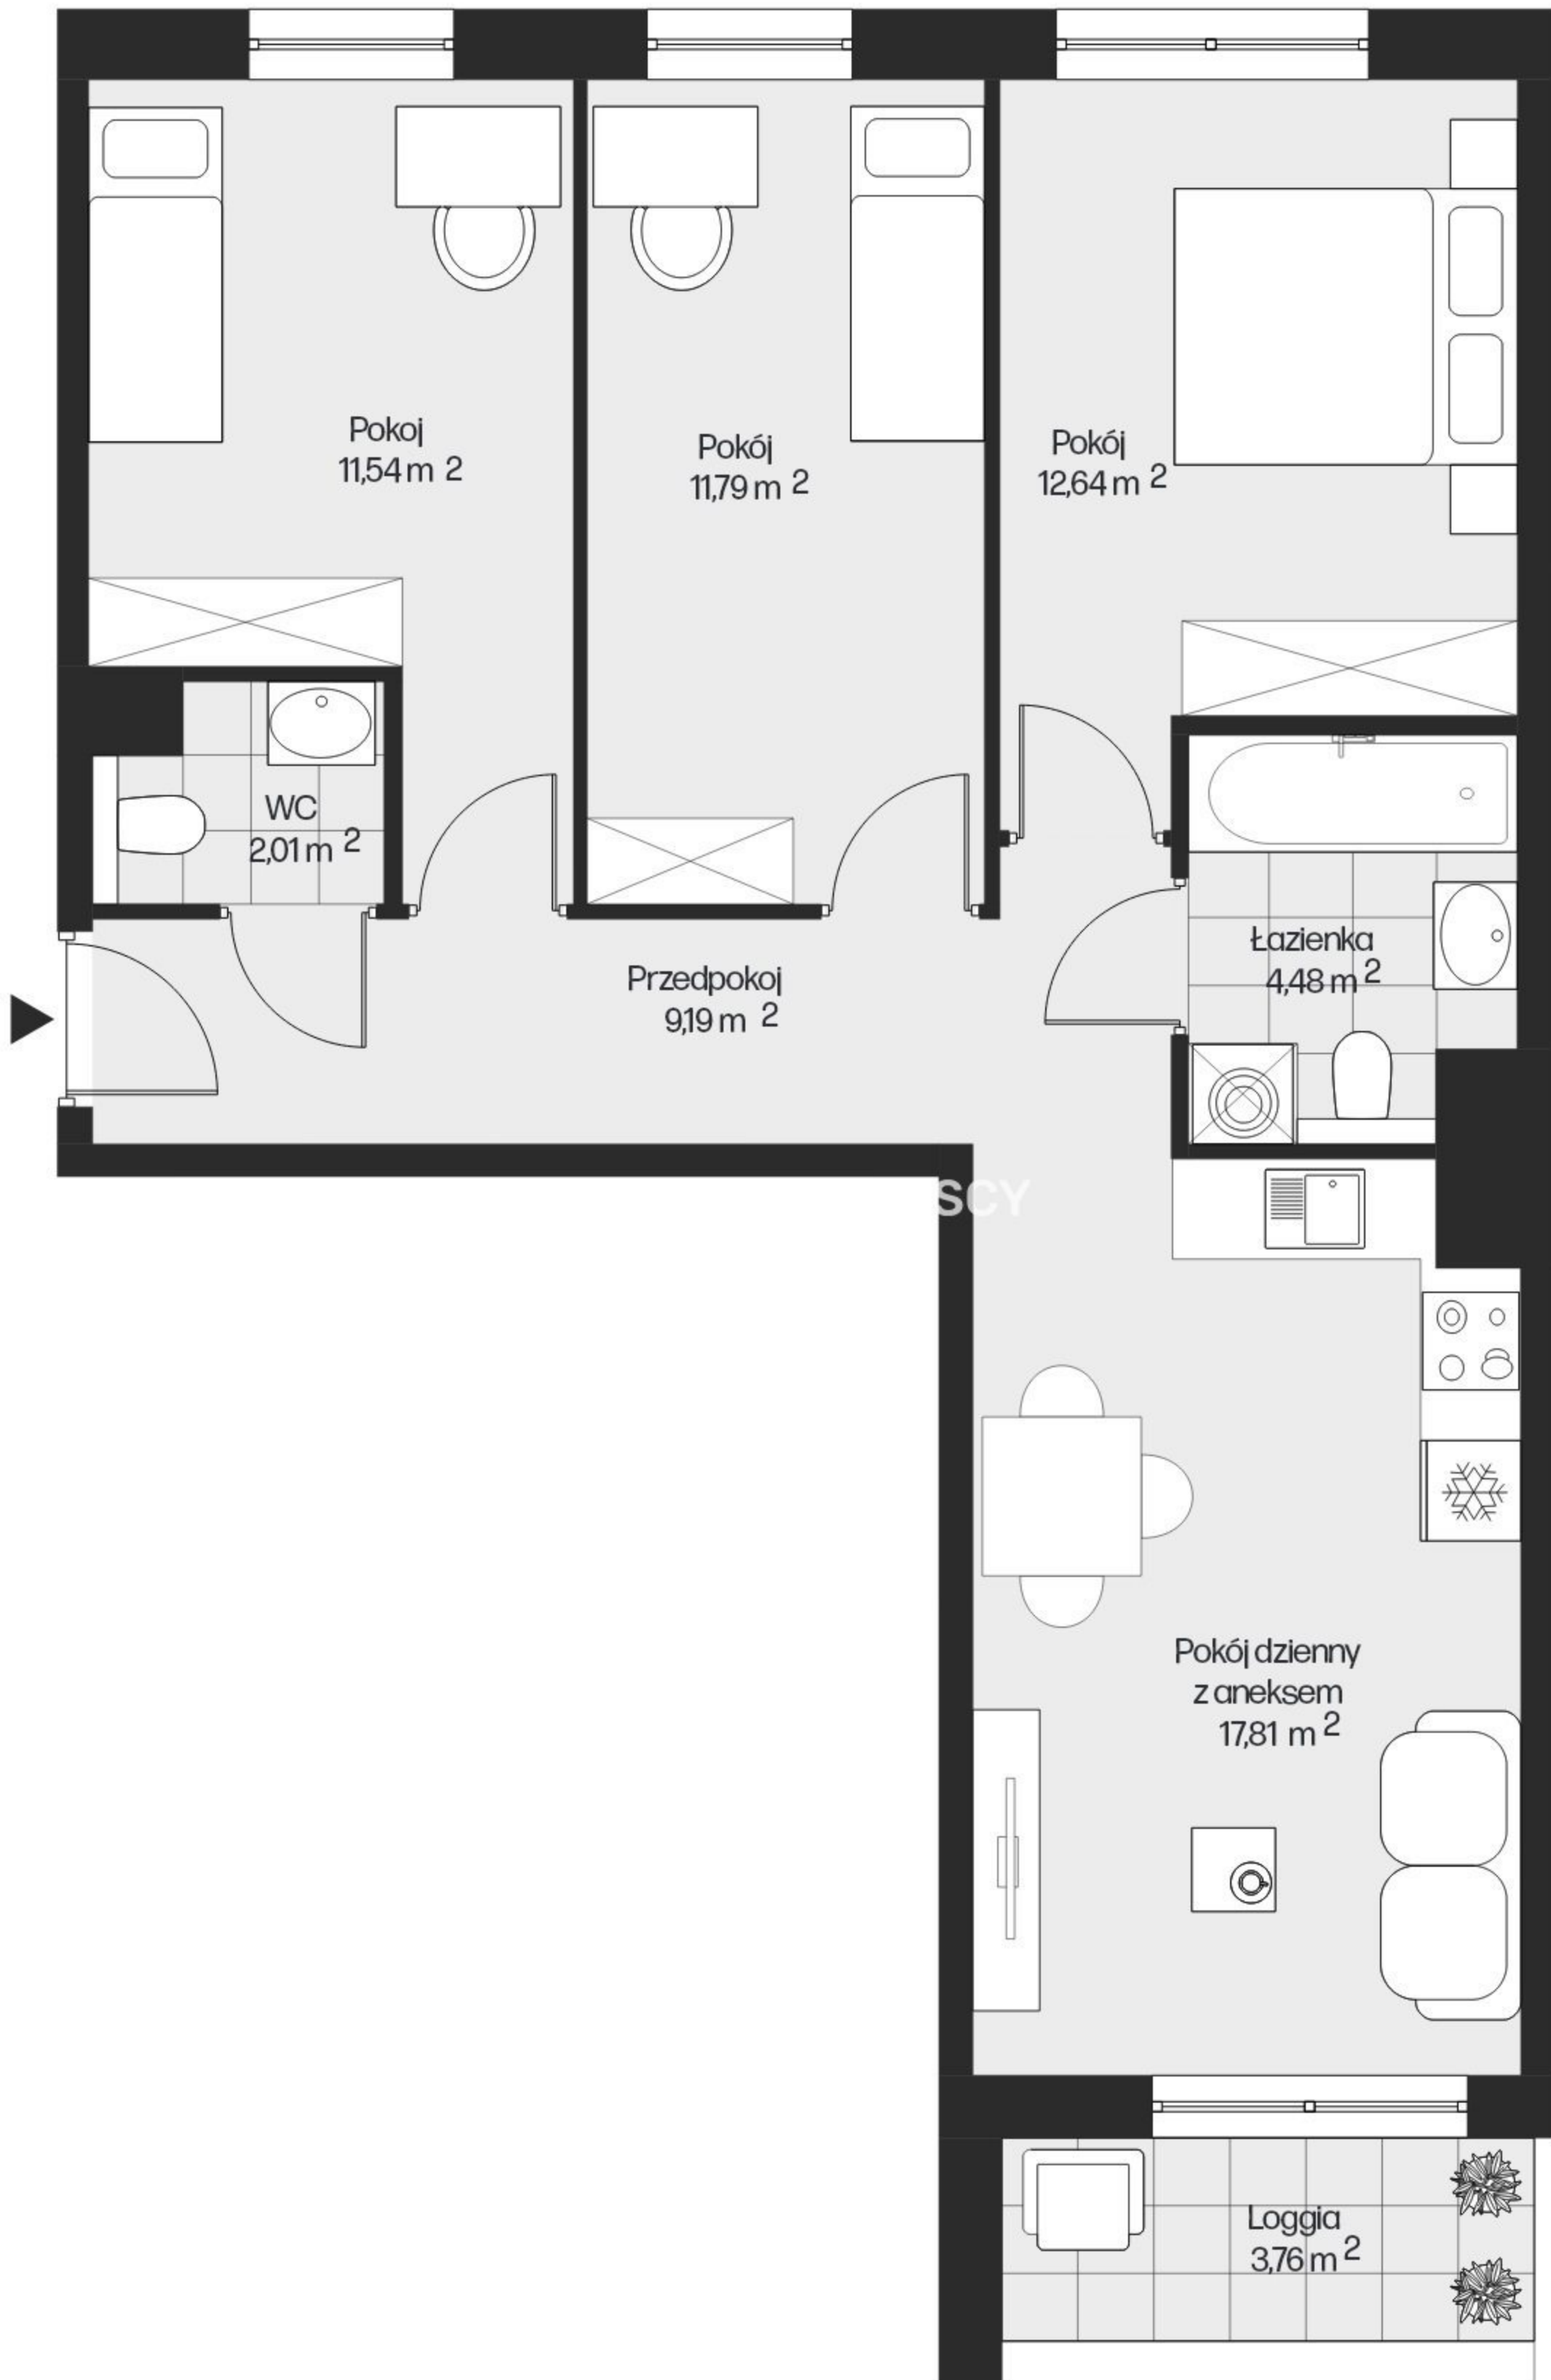 Pokoj
11,54 m 2
Pokój
11,79 m 2
Pokój
12,64 m 2
WC
2,01 m 2
Łazienka
4,48 m 2
Przedpokoj
9,19 m 2
SCY
Pokój dzienny
z aneksem
17,81 m 2
Loggia
3,76 m 2